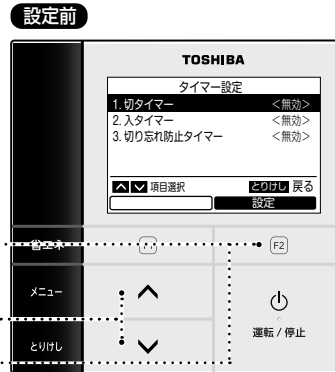 設定前
TOSHIBA
タイマー設定
1. 切タイマー <無効>
2. 入タイマー <無効>
3. 切り忘れ防止タイマー <無効>
項目選択 とりけし 戻る
設定
省エネ F1 F2
メニュー
運転 / 停止
とりけし